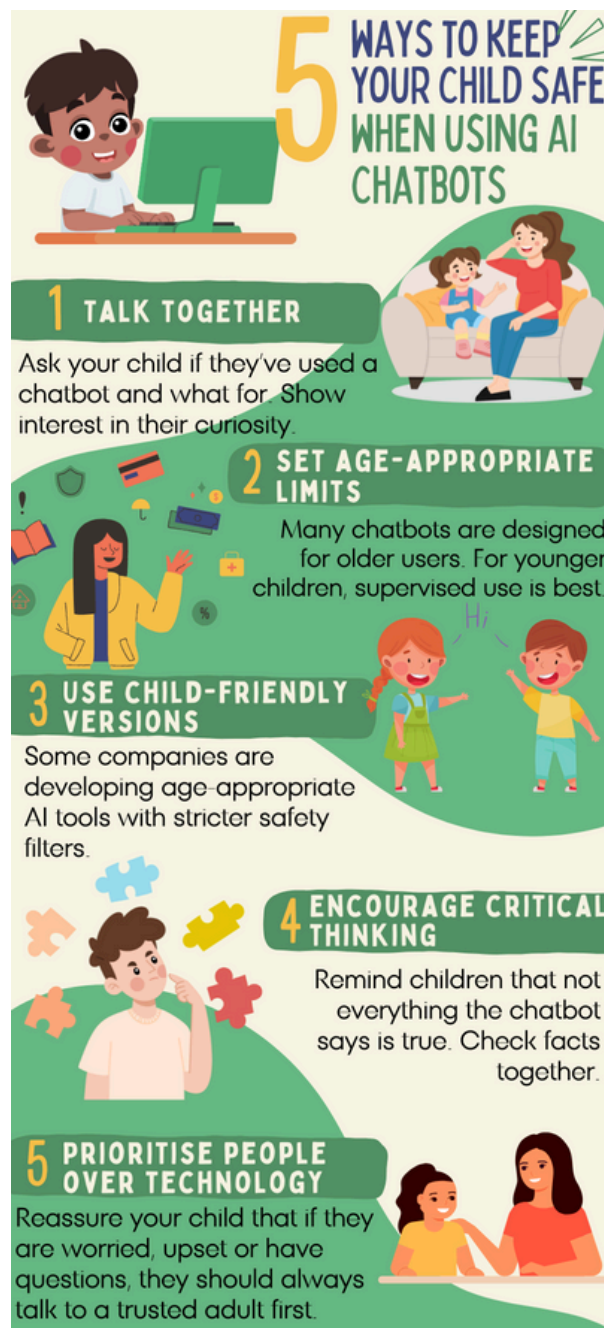 5 WAYS TO KEEP
YOUR CHILD SAFE
WHEN USING AI
CHATBOTS
1 TALK TOGETHER
Ask your child if they've used a
chatbot and what for. Show
interest in their curiosity.
2 SET AGE-APPROPRIATE
LIMITS
Many chatbots are designed
for older users. For younger
children, supervised use is best.
Hi
3 USE CHILD-FRIENDLY
VERSIONS
Some companies are
developing age-appropriate
AI tools with stricter safety
filters.
4 ENCOURAGE CRITICAL
THINKING
Remind children that not
everything the chatbot
says is true. Check facts
together.
5 PRIORITISE PEOPLE
OVER TECHNOLOGY
Reassure your child that if they
are worried, upset or have
questions, they should always
talk to a trusted adult first.